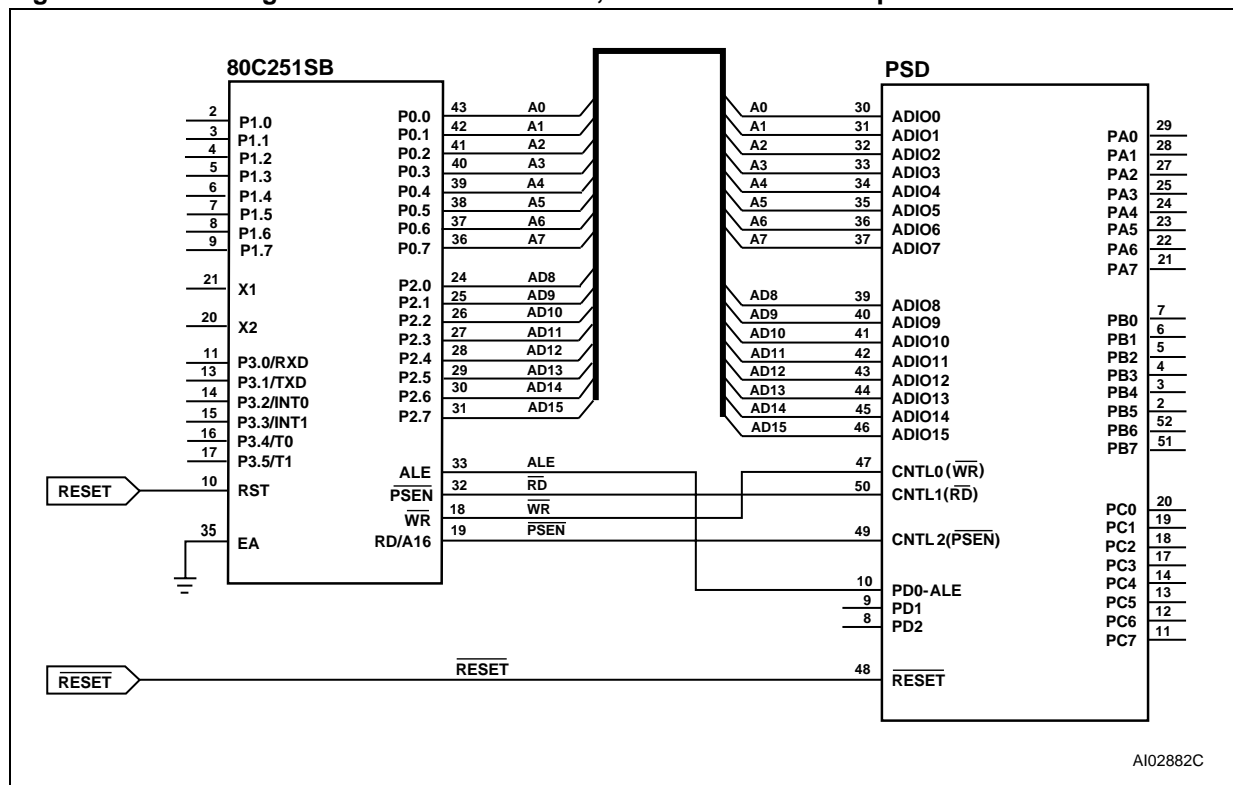 80C251SB
2 P1.0
3 P1.1
4 P1.2
5 P1.3
6 P1.4
7 P1.5
8 P1.6
9 P1.7
21 X1
20 X2
11 P3.0/RXD
13 P3.1/TXD
14 P3.2/INT0
15 P3.3/INT1
16 P3.4/T0
17 P3.5/T1
RESET 10 RST
35 EA
P0.0 43 A0
P0.1 42 A1
P0.2 41 A2
P0.3 40 A3
P0.4 39 A4
P0.5 38 A5
P0.6 37 A6
P0.7 36 A7
P2.0 24 AD8
P2.1 25 AD9
P2.2 26 AD10
P2.3 27 AD11
P2.4 28 AD12
P2.5 29 AD13
P2.6 30 AD14
P2.7 31 AD15
ALE 33 ALE
PSEN 32 RD
WR 18 WR
RD/A16 19 PSEN
PSD
A0 30 ADIO0
A1 31 ADIO1
A2 32 ADIO2
A3 33 ADIO3
A4 34 ADIO4
A5 35 ADIO5
A6 36 ADIO6
A7 37 ADIO7
AD8 39 ADIO8
AD9 40 ADIO9
AD10 41 ADIO10
AD11 42 ADIO11
AD12 43 ADIO12
AD13 44 ADIO13
AD14 45 ADIO14
AD15 46 ADIO15
47 CNTL0(WR)
50 CNTL1(RD)
49 CNTL 2(PSEN)
10 PD0-ALE
9 PD1
8 PD2
RESET RESET 48 RESET
PA0 29
PA1 28
PA2 27
PA3 25
PA4 24
PA5 23
PA6 22
PA7 21
PB0 7
PB1 6
PB2 5
PB3 4
PB4 3
PB5 2
PB6 52
PB7 51
PC0 20
PC1 19
PC2 18
PC3 17
PC4 14
PC5 13
PC6 12
PC7 11
AI02882C